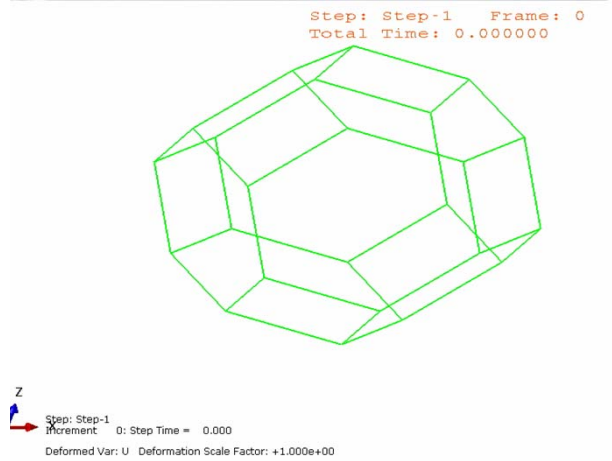 Step: Step-1 Frame: 0
Total Time: 0.000000
Z
X
Step: Step-1
Increment 0: Step Time = 0.000
Deformed Var: U Deformation Scale Factor: +1.000e+00